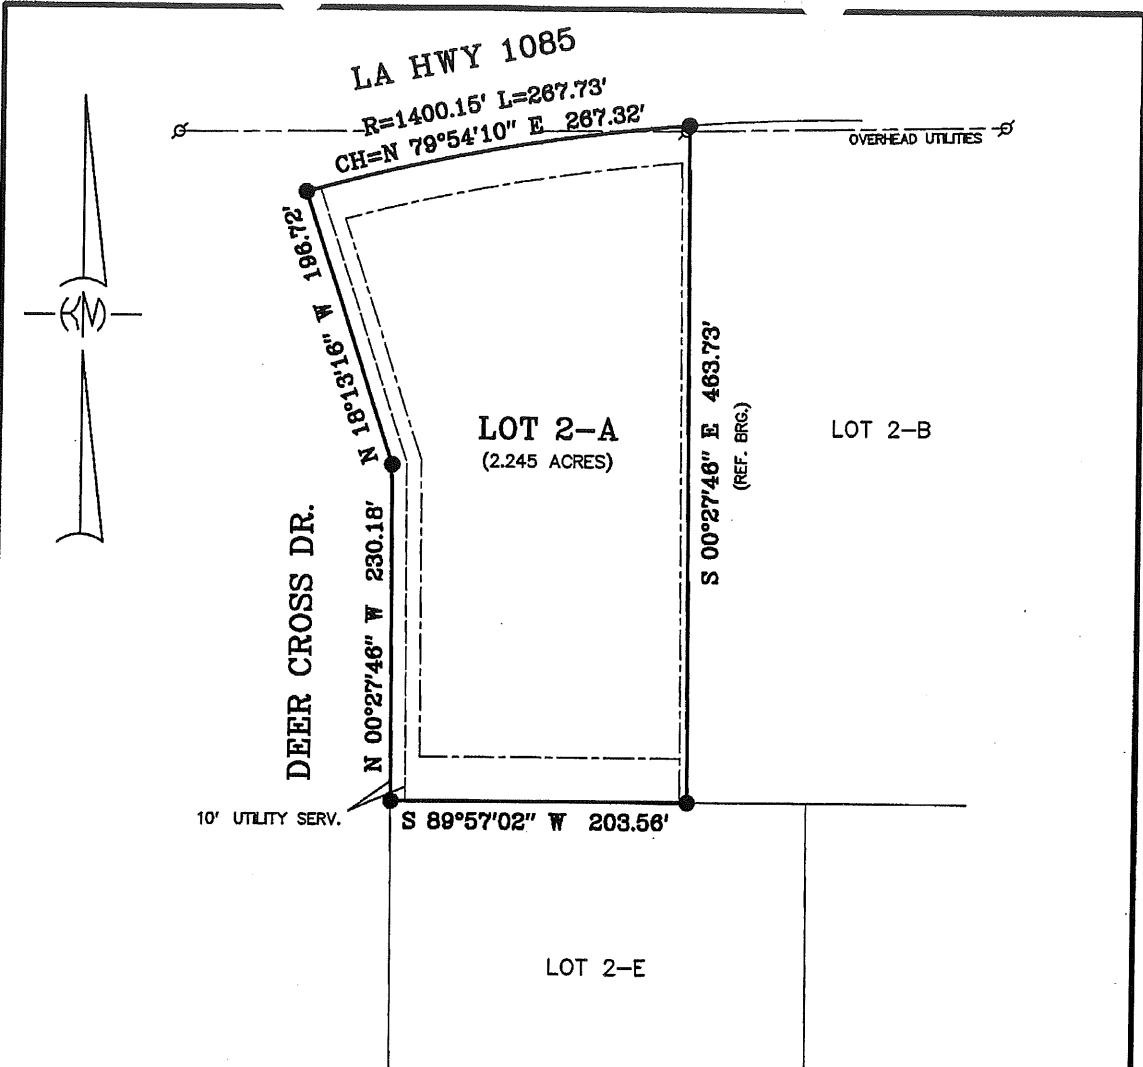 LA HWY 1085
R=1400.15' L=267.73'
CH=N 79°54'10" E 267.32'
OVERHEAD UTILITIES
N 18°13'16" W 196.72'
S 00°27'46" E 463.73'
(REF. BRG.)
LOT 2-A
(2.245 ACRES)
LOT 2-B
DEER CROSS DR.
N 00°27'46" W 230.18'
10' UTILITY SERV.
S 89°57'02" W 203.56'
LOT 2-E